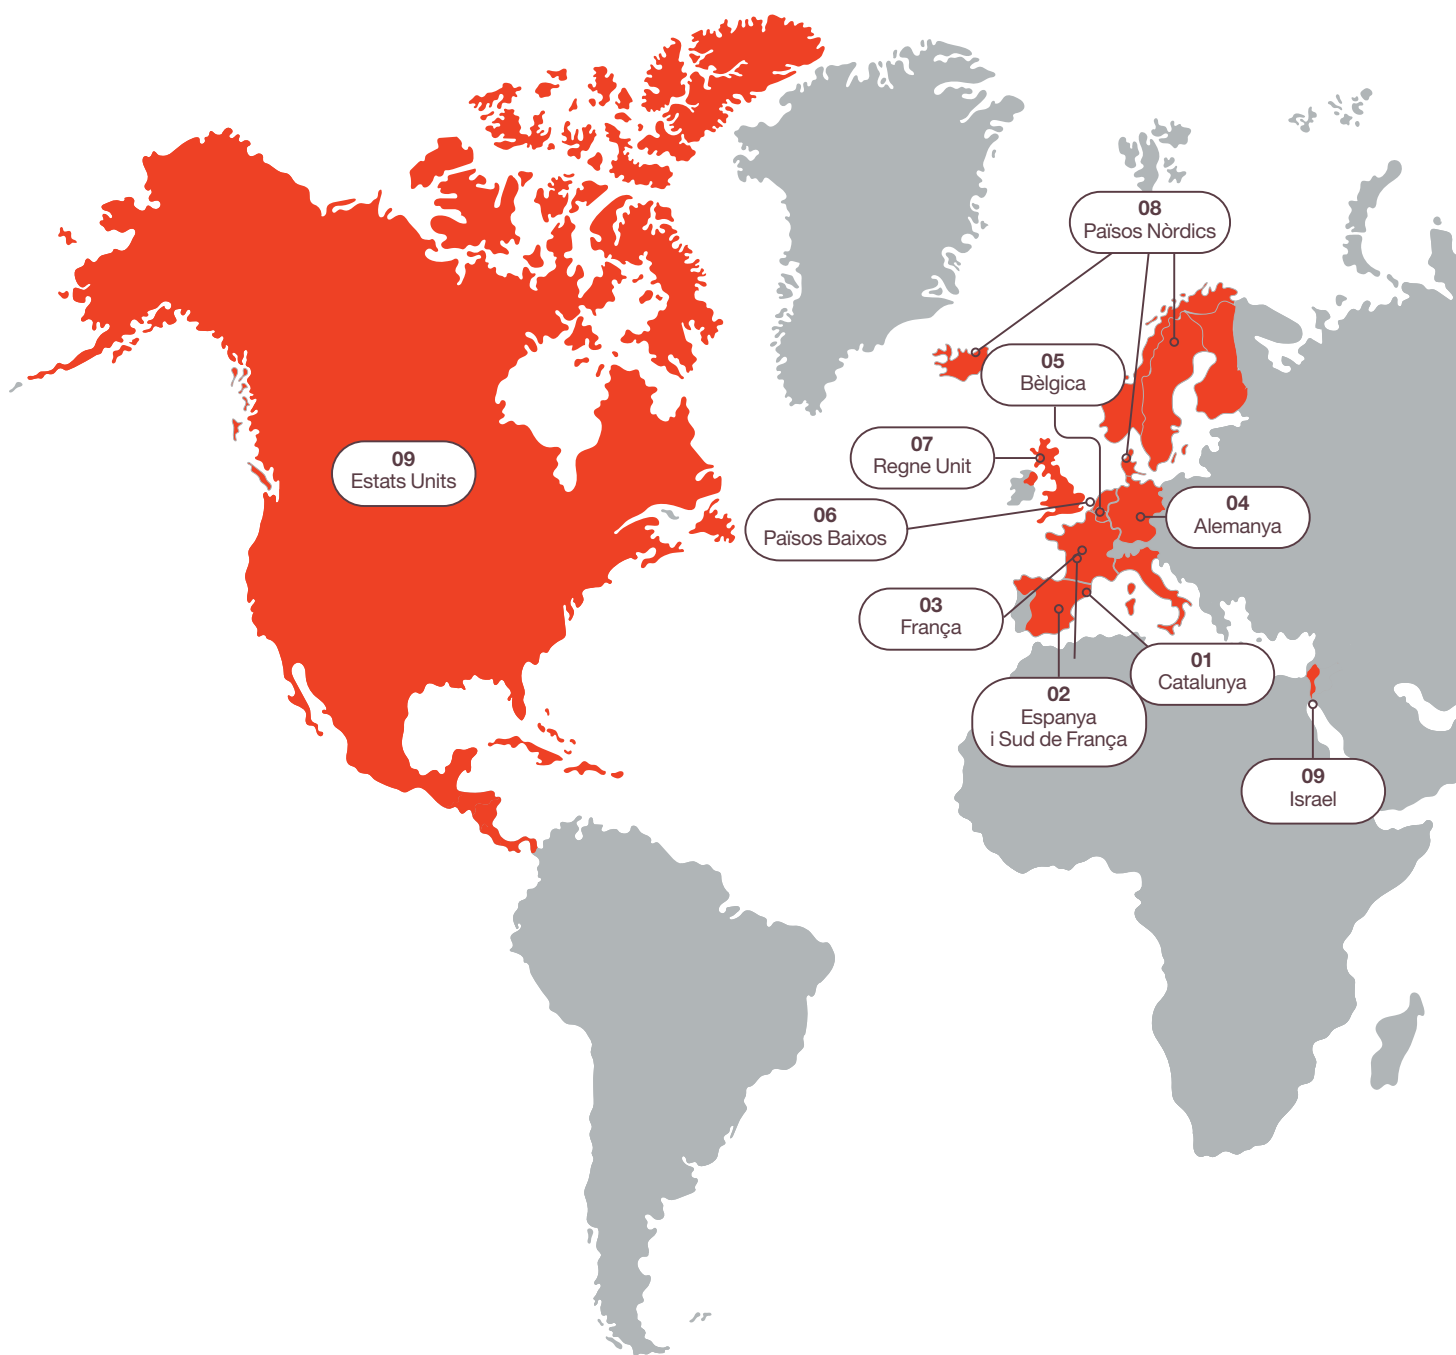 08
Països Nòrdics
05
Bèlgica
07
Regne Unit
09
Estats Units
06
Països Baixos
04
Alemanya
03
França
01
Catalunya
02
Espanya
i Sud de França
09
Israel